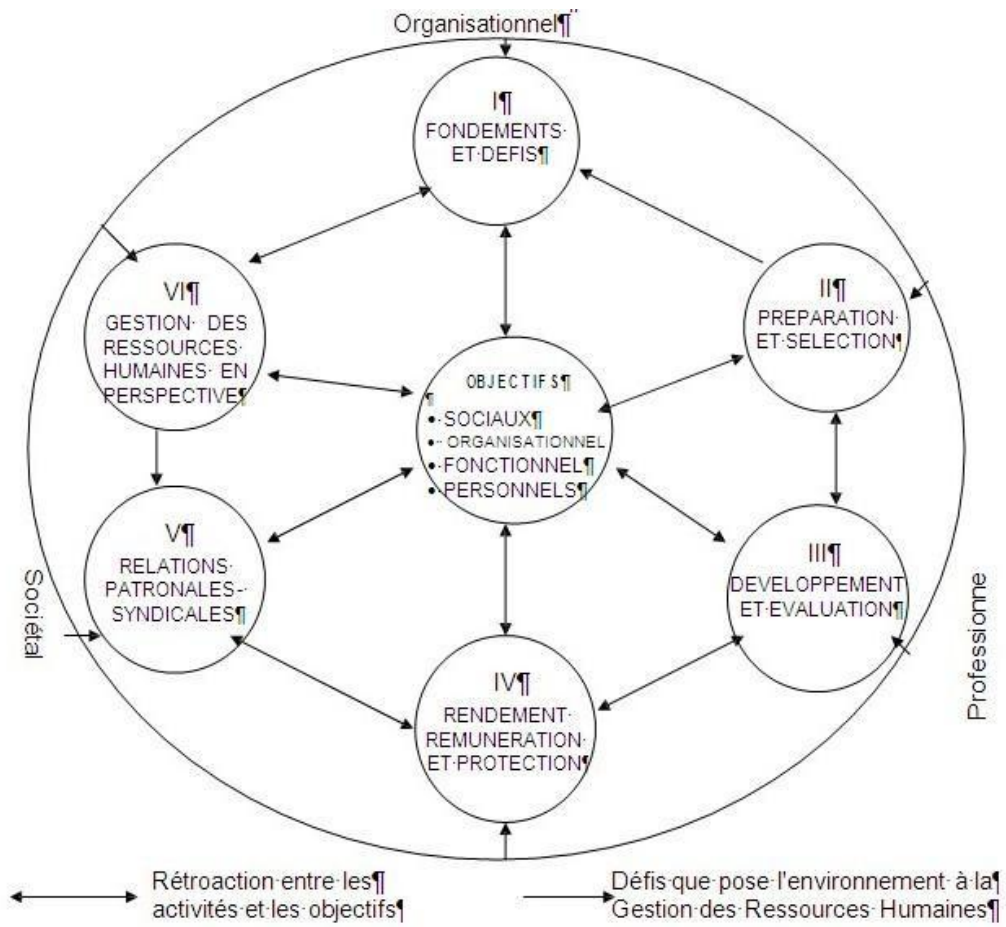 Organisationnel¶"
I¶
FONDEMENTS·
ET·DEFIS¶
VI¶
GESTION· DES
RESSOURCES·
HUMAINES· EN
PERSPECTIVE¶
II¶
PREPARATION·
ET·SELECTION¶
OBJECTIFS¶
¶
•·SOCIAUX¶
•·· ORGANISATIONNEL
•·FONCTIONNEL¶
•·PERSONNELS¶
V¶
RELATIONS·
PATRONALES-·
SYNDICALES¶
III¶
DEVELOPPEMENT
ET·EVALUATION¶
Sociétal
Professionne
IV¶
RENDEMENT·
REMUNERATION·
ET·PROTECTION¶
Rétroaction·entre·les¶
activités·et·les·objectifs¶
Défis·que·pose·l'environnement·à·la¶
Gestion·des·Ressources·Humaines¶